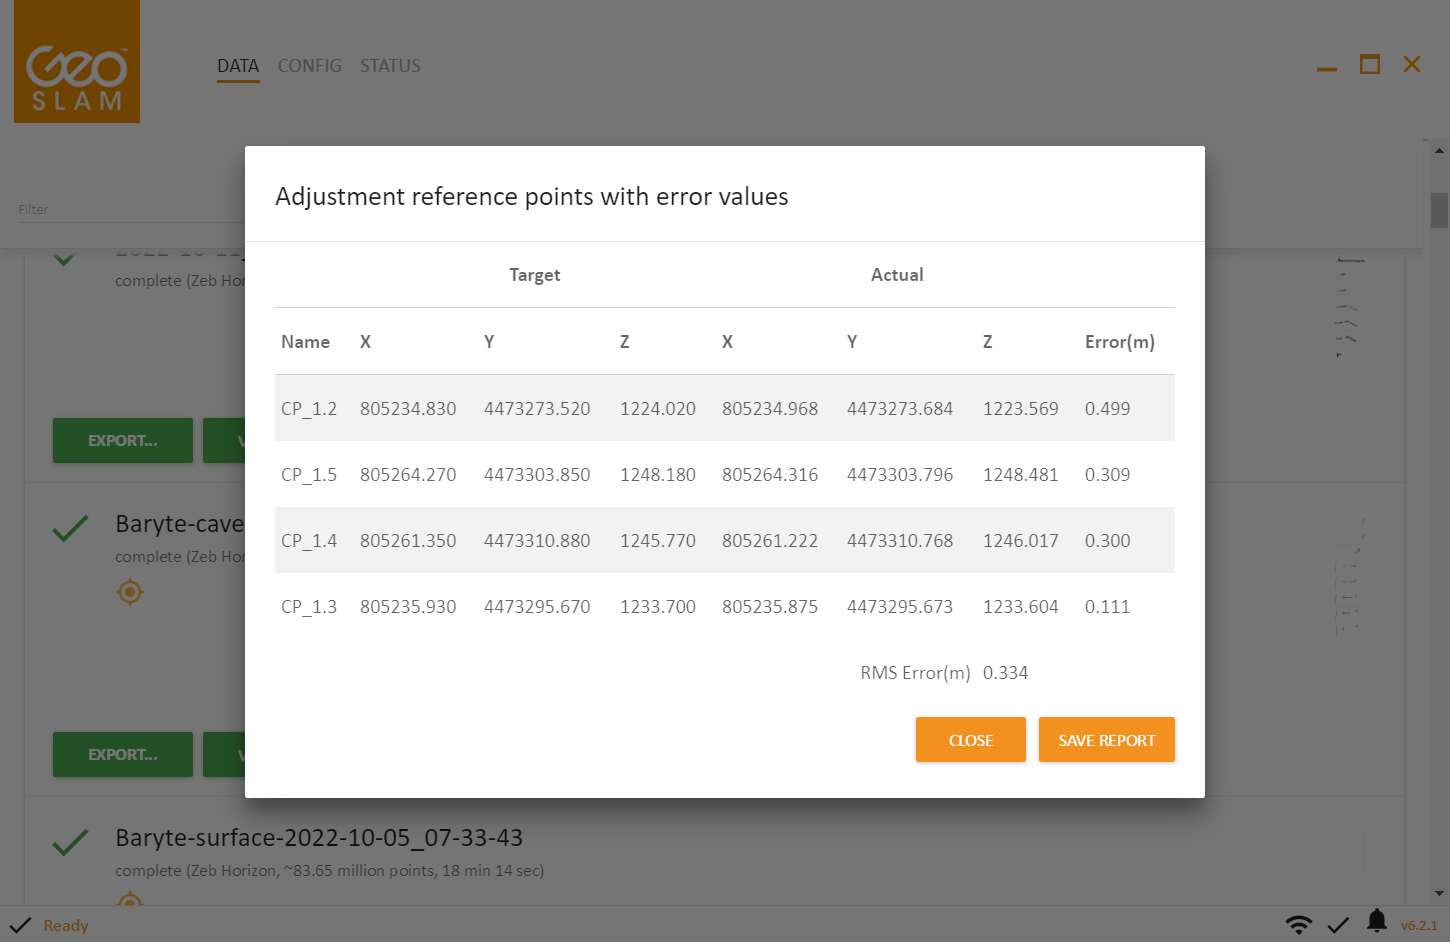 Geo™
SLAM
DATA CONFIG STATUS
Filter
Adjustment reference points with error values
Target Actual
Name X Y Z X Y Z Error(m)
CP_1.2 805234.830 4473273.520 1224.020 805234.968 4473273.684 1223.569 0.499
CP_1.5 805264.270 4473303.850 1248.180 805264.316 4473303.796 1248.481 0.309
CP_1.4 805261.350 4473310.880 1245.770 805261.222 4473310.768 1246.017 0.300
CP_1.3 805235.930 4473295.670 1233.700 805235.875 4473295.673 1233.604 0.111
RMS Error(m) 0.334
CLOSE SAVE REPORT
complete (Zeb Hor
EXPORT...
Baryte-cave
complete (Zeb Hor
EXPORT...
Baryte-surface-2022-10-05_07-33-43
complete (Zeb Horizon, ~83.65 million points, 18 min 14 sec)
Ready
v6.2.1